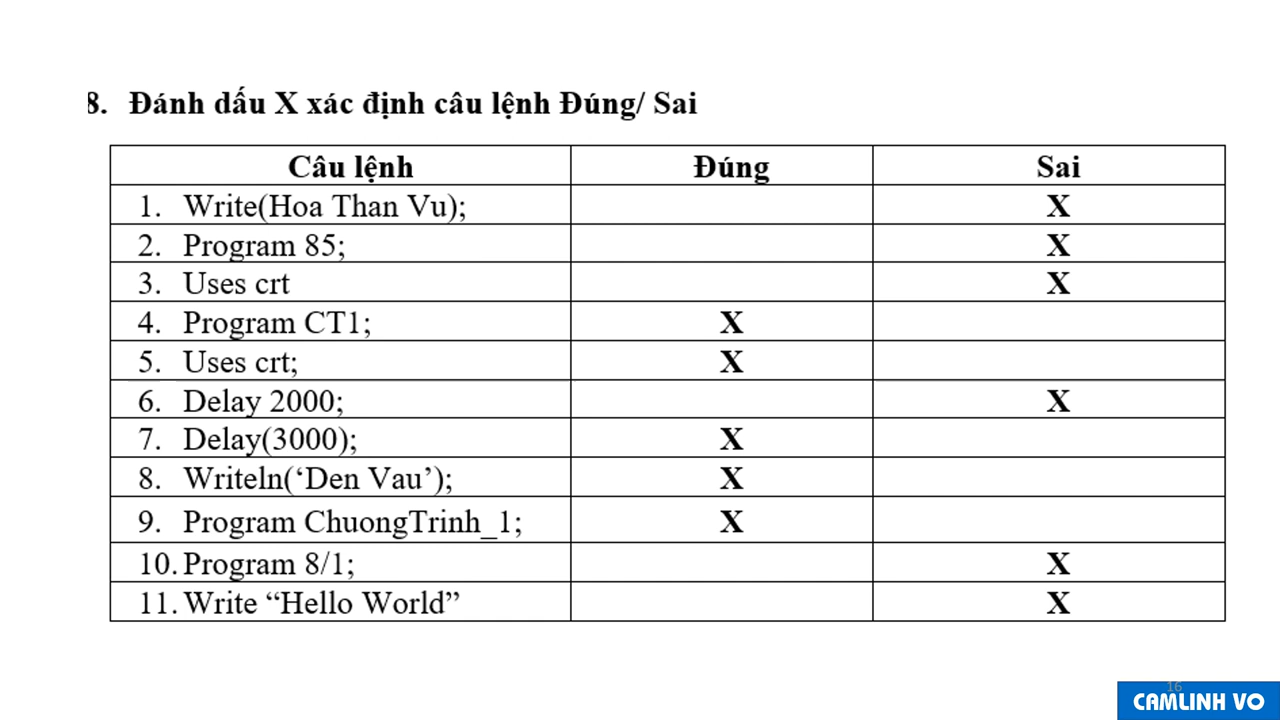 8. Đánh dấu X xác định câu lệnh Đúng/ Sai
Câu lệnh Đúng Sai
1. Write(Hoa Than Vu); X
2. Program 85; X
3. Uses crt X
4. Program CT1; X
5. Uses crt; X
6. Delay 2000; X
7. Delay(3000); X
8. Writeln(‘Den Vau’); X
9. Program ChuongTrinh_1; X
10. Program 8/1; X
11. Write “Hello World” X
16
CAMLINH VO